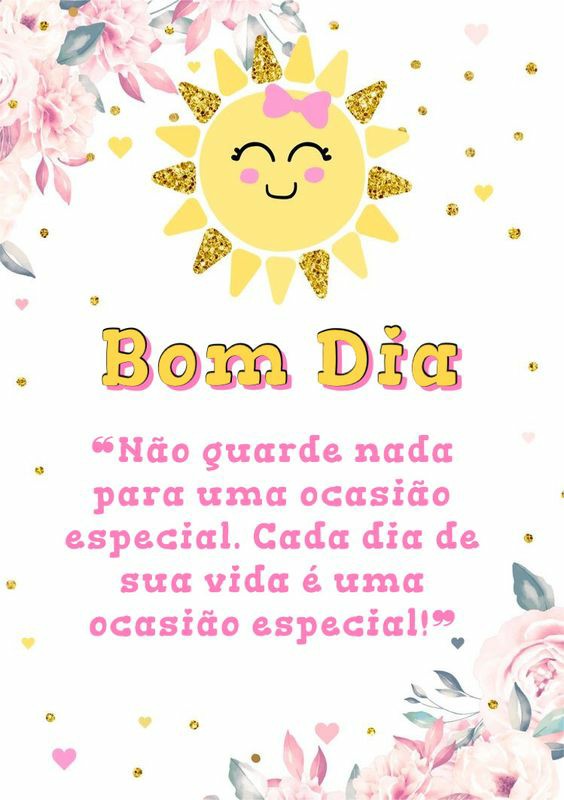 Bom Dia
❝Não guarde nada
para uma ocasião
especial. Cada dia de
sua vida é uma
ocasião especial!❞